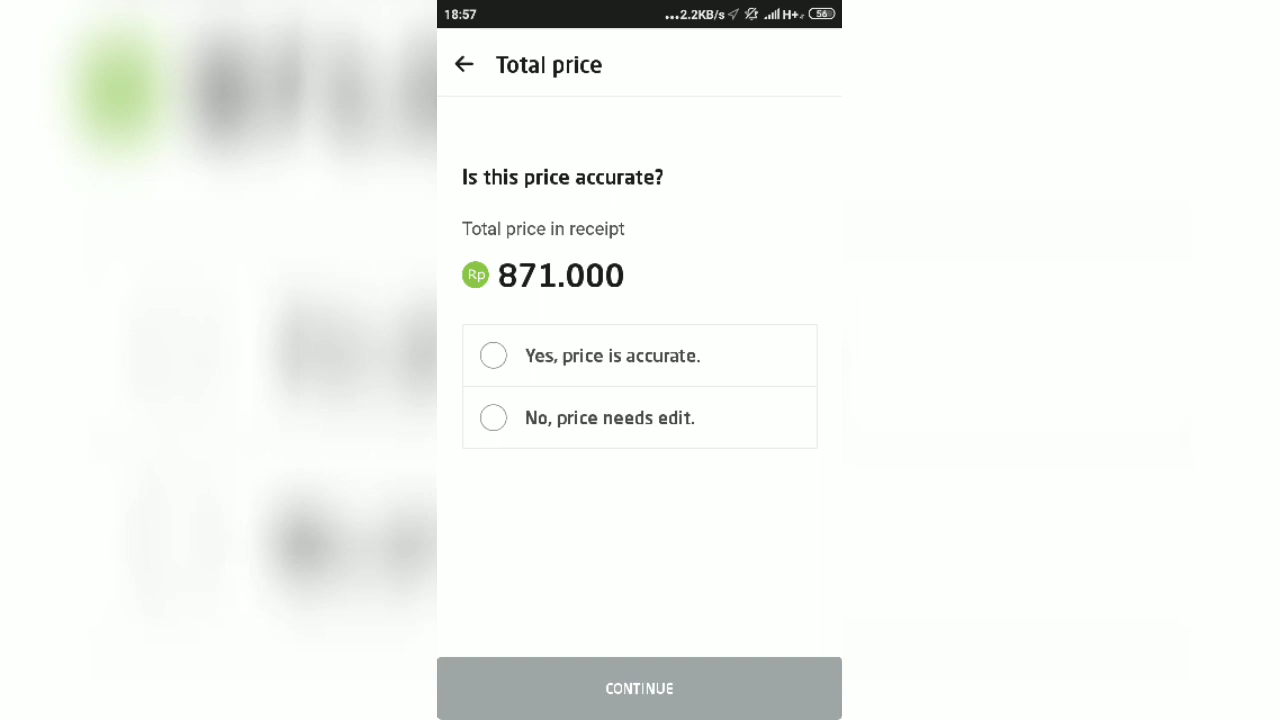 18:57 ...2.2KB/s H+ 56
Total price
Is this price accurate?
Total price in receipt
Rp 871.000
Yes, price is accurate.
No, price needs edit.
CONTINUE